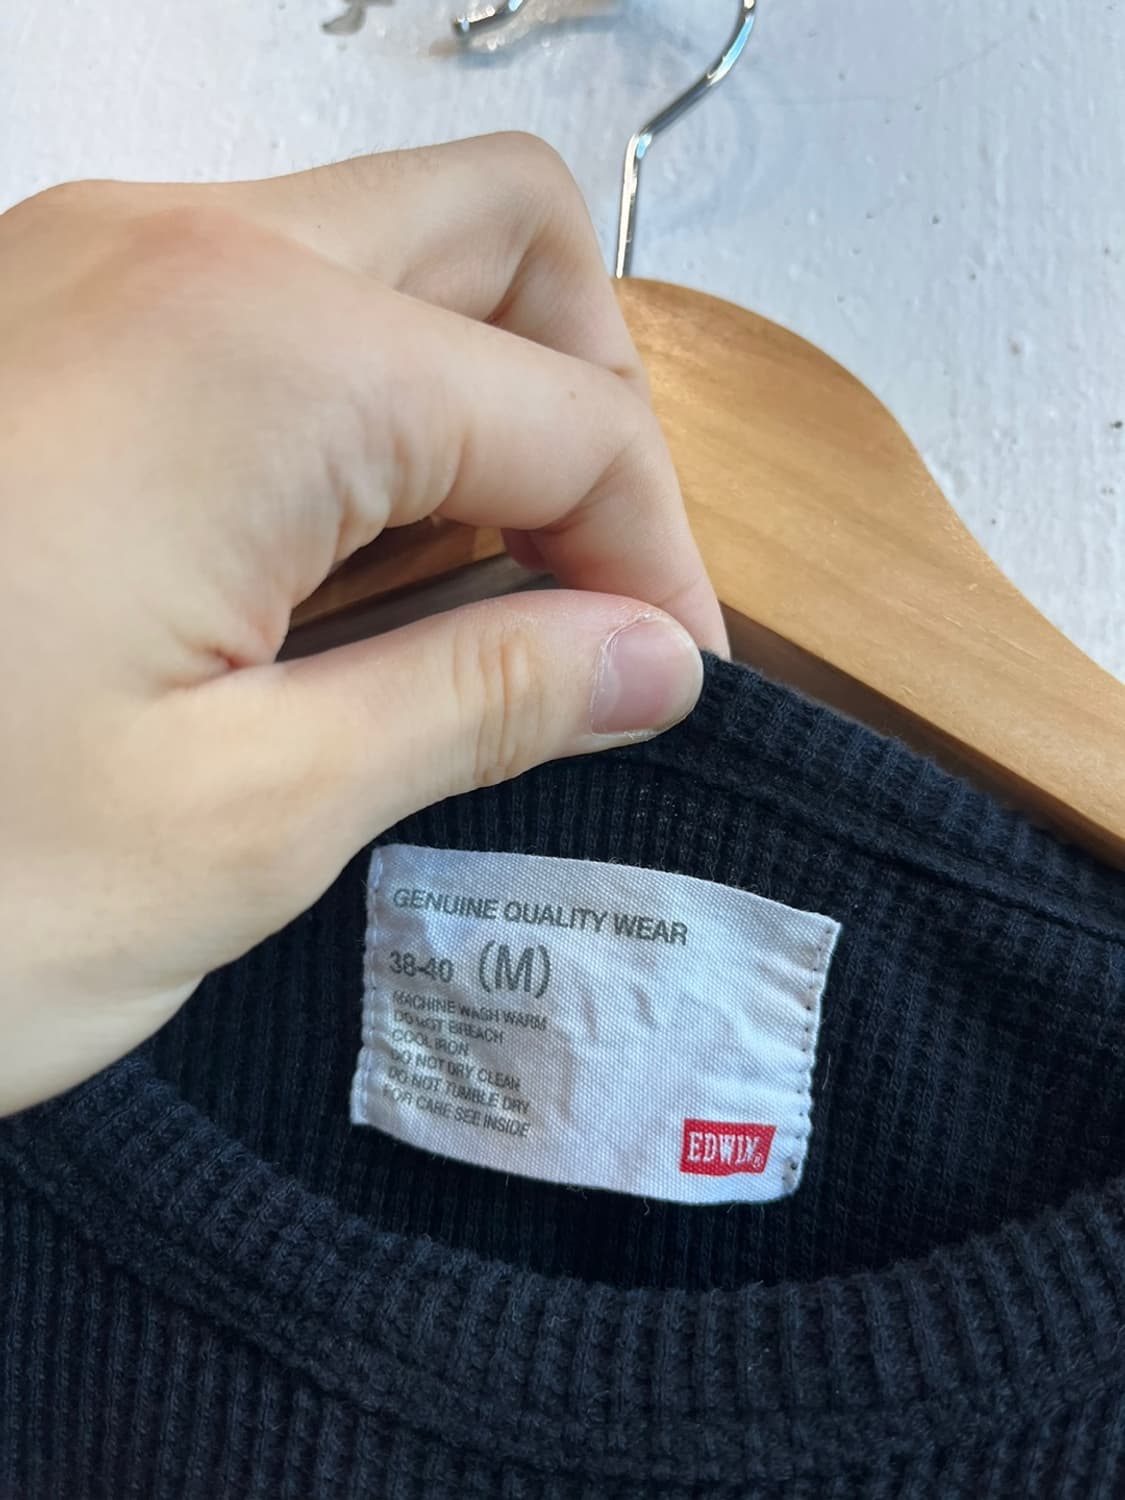 GENUINE QUALITY WEAR
38-40 (M)
MACHINE WASH WARM
DO NOT BREACH
COOL IRON
DO NOT DRY CLEAN
DO NOT TUMBLE DRY
FOR CARE SEE INSIDE
EDWIN®